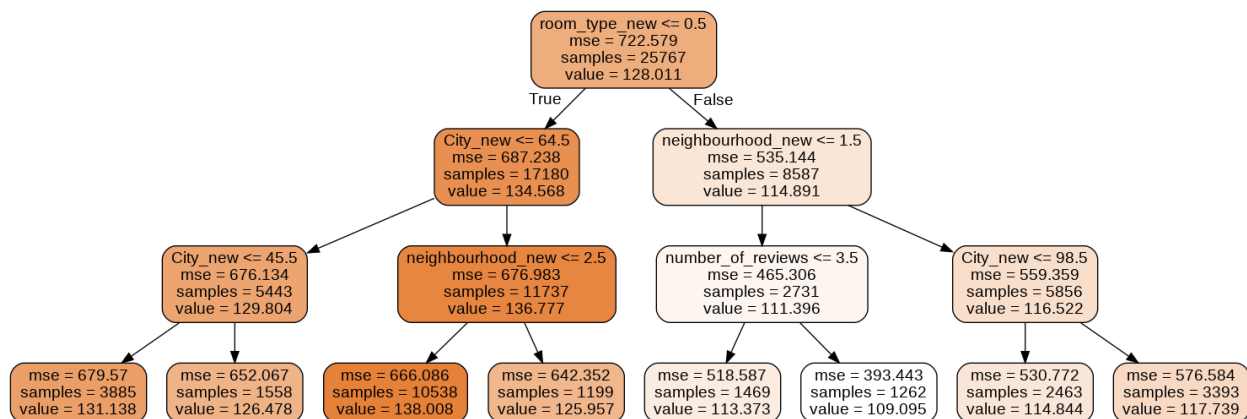 room_type_new <= 0.5
mse = 722.579
samples = 25767
value = 128.011
True
False
City_new <= 64.5
mse = 687.238
samples = 17180
value = 134.568
neighbourhood_new <= 1.5
mse = 535.144
samples = 8587
value = 114.891
City_new <= 45.5
mse = 676.134
samples = 5443
value = 129.804
neighbourhood_new <= 2.5
mse = 676.983
samples = 11737
value = 136.777
number_of_reviews <= 3.5
mse = 465.306
samples = 2731
value = 111.396
City_new <= 98.5
mse = 559.359
samples = 5856
value = 116.522
mse = 679.57
samples = 3885
value = 131.138
mse = 652.067
samples = 1558
value = 126.478
mse = 666.086
samples = 10538
value = 138.008
mse = 642.352
samples = 1199
value = 125.957
mse = 518.587
samples = 1469
value = 113.373
mse = 393.443
samples = 1262
value = 109.095
mse = 530.772
samples = 2463
value = 114.844
mse = 576.584
samples = 3393
value = 117.739